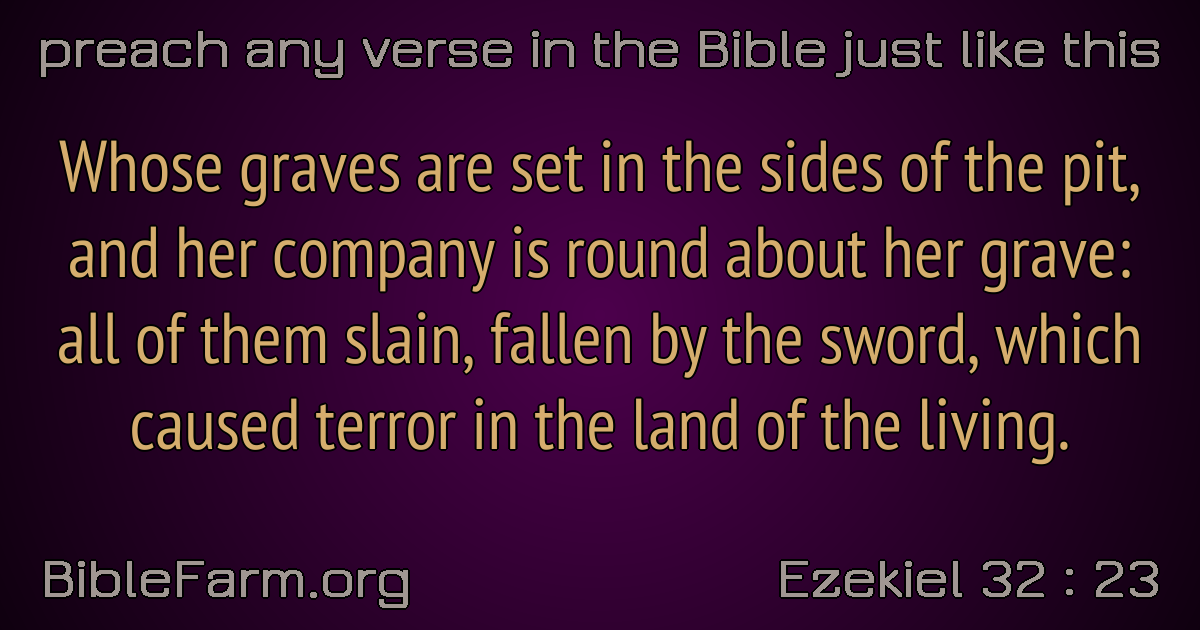 preach any verse in the Bible just like this
Whose graves are set in the sides of the pit,
and her company is round about her grave:
all of them slain, fallen by the sword, which
caused terror in the land of the living.
BibleFarm.org
Ezekiel 32 : 23